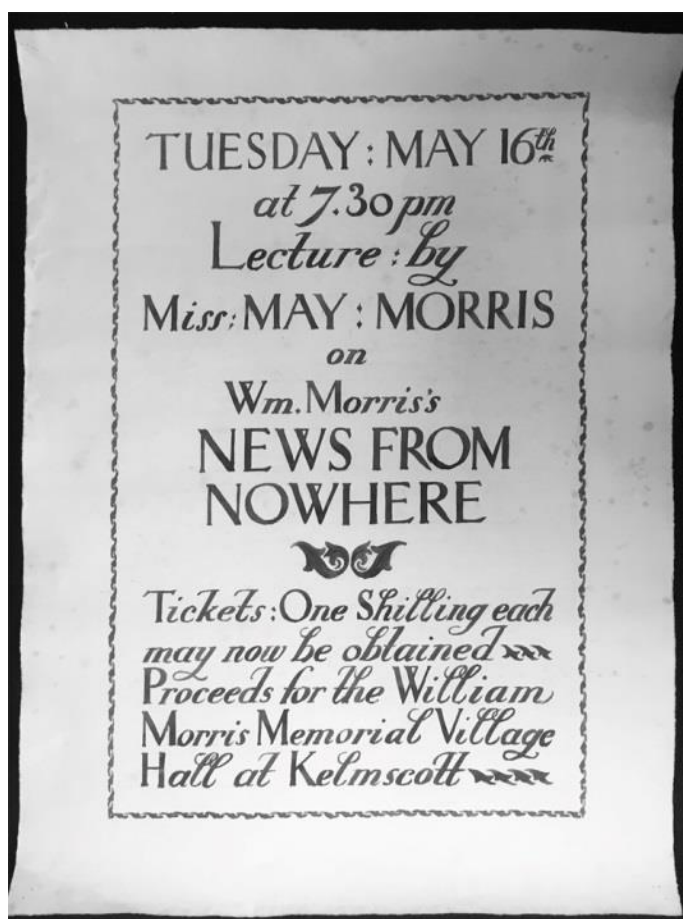 TUESDAY: MAY 16th
at 7.30 pm
Lecture: by
Miss: MAY: MORRIS
on
Wm. Morris's
NEWS FROM
NOWHERE
Tickets: One Shilling each
may now be obtained
Proceeds for the William
Morris Memorial Village
Hall at Kelmscott